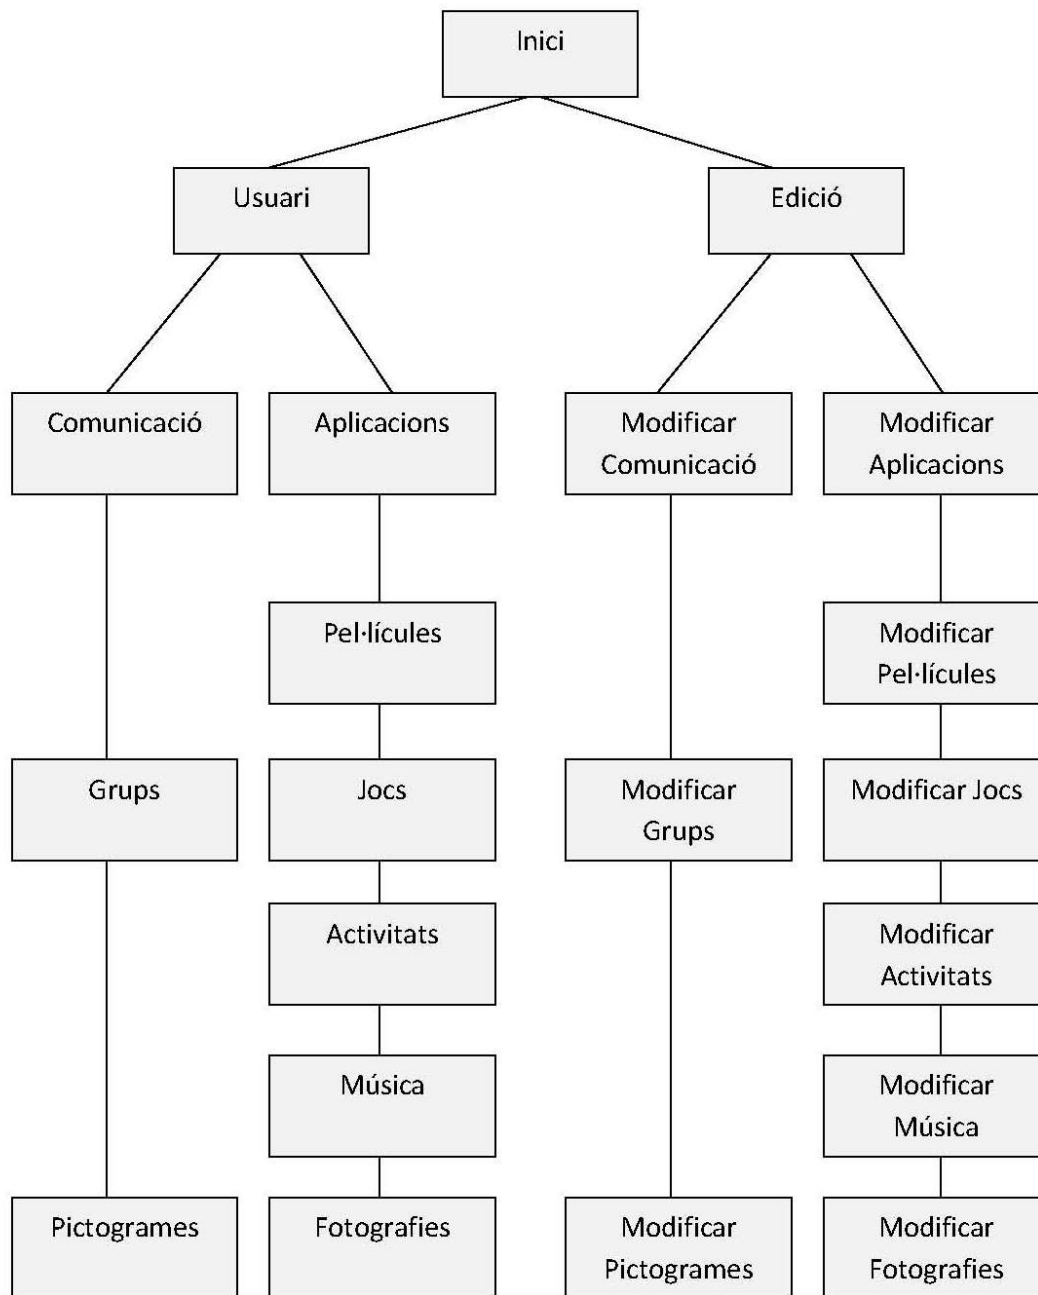 Inici
Usuari
Edició
Comunicació
Aplicacions
Modificar
Comunicació
Modificar
Aplicacions
Pel·lícules
Modificar
Pel·lícules
Grups
Jocs
Modificar
Grups
Modificar Jocs
Activitats
Modificar
Activitats
Música
Modificar
Música
Pictogrames
Fotografies
Modificar
Pictogrames
Modificar
Fotografies